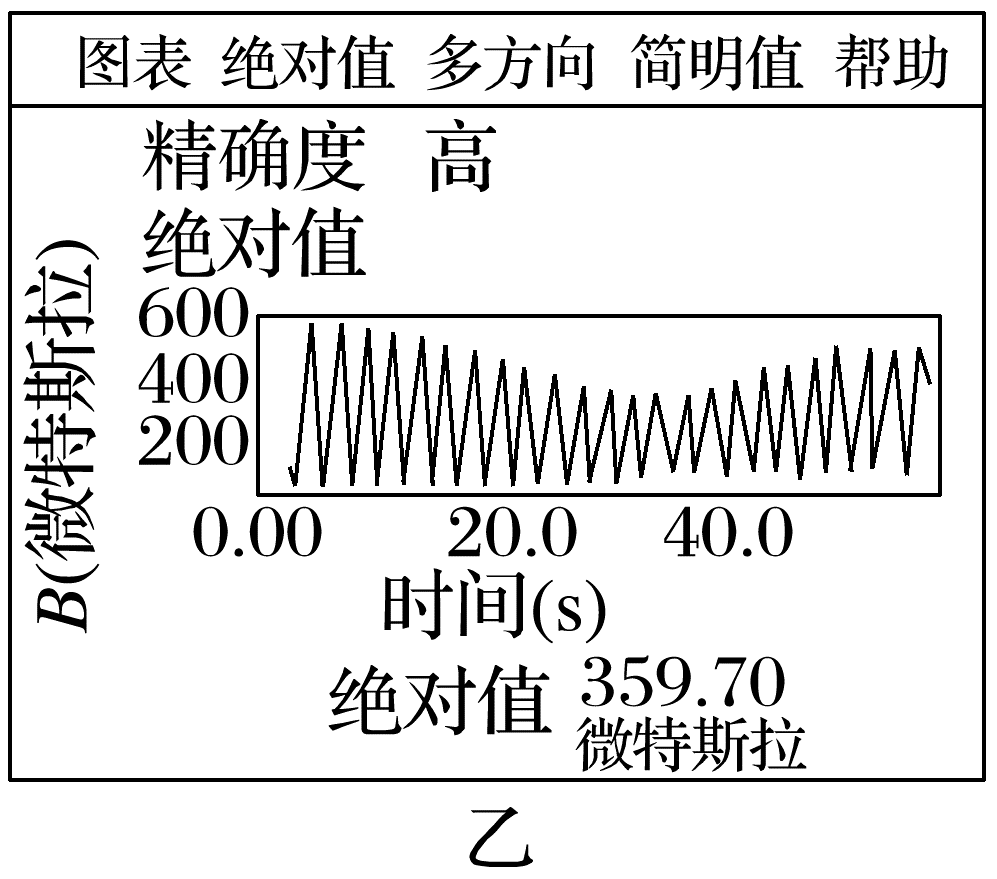 图表 绝对值 多方向 简明值 帮助
精确度 高
绝对值
B(微特斯拉)
600
400
200
0.00 20.0 40.0
时间(s)
绝对值 359.70
微特斯拉
乙